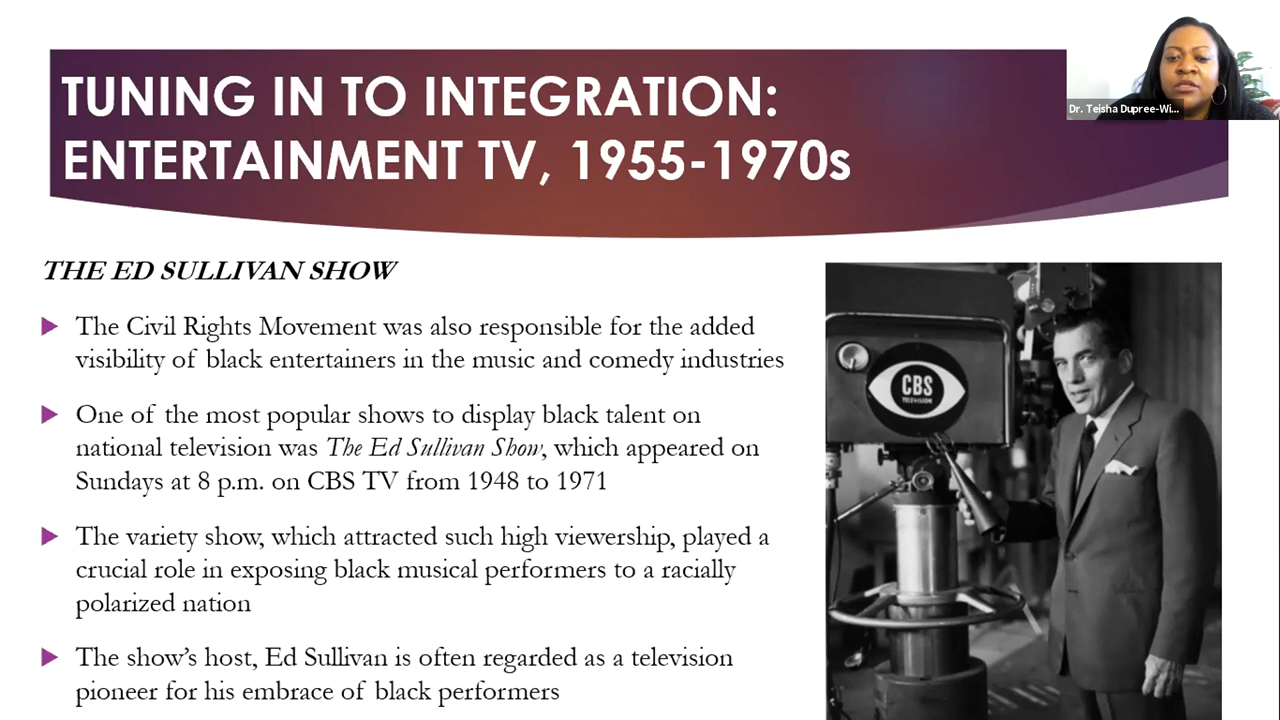 TUNING IN TO INTEGRATION:
ENTERTAINMENT TV, 1955-1970s
Dr. Teisha Dupree-Wi...
THE ED SULLIVAN SHOW
The Civil Rights Movement was also responsible for the added
visibility of black entertainers in the music and comedy industries
One of the most popular shows to display black talent on
national television was The Ed Sullivan Show, which appeared on
Sundays at 8 p.m. on CBS TV from 1948 to 1971
The variety show, which attracted such high viewership, played a
crucial role in exposing black musical performers to a racially
polarized nation
The show’s host, Ed Sullivan is often regarded as a television
pioneer for his embrace of black performers
CBS
TELEVISION